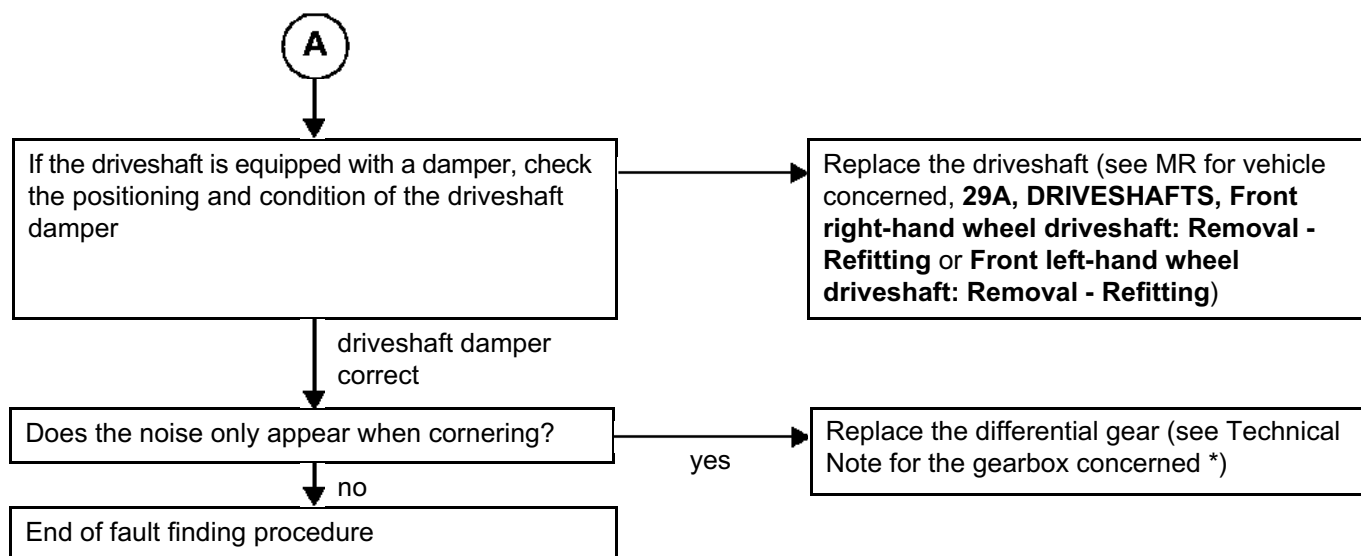 A
If the driveshaft is equipped with a damper, check
the positioning and condition of the driveshaft
damper
Replace the driveshaft (see MR for vehicle
concerned, 29A, DRIVESHAFTS, Front
right-hand wheel driveshaft: Removal -
Refitting or Front left-hand wheel
driveshaft: Removal - Refitting)
driveshaft damper
correct
Does the noise only appear when cornering?
yes
Replace the differential gear (see Technical
Note for the gearbox concerned *)
no
End of fault finding procedure